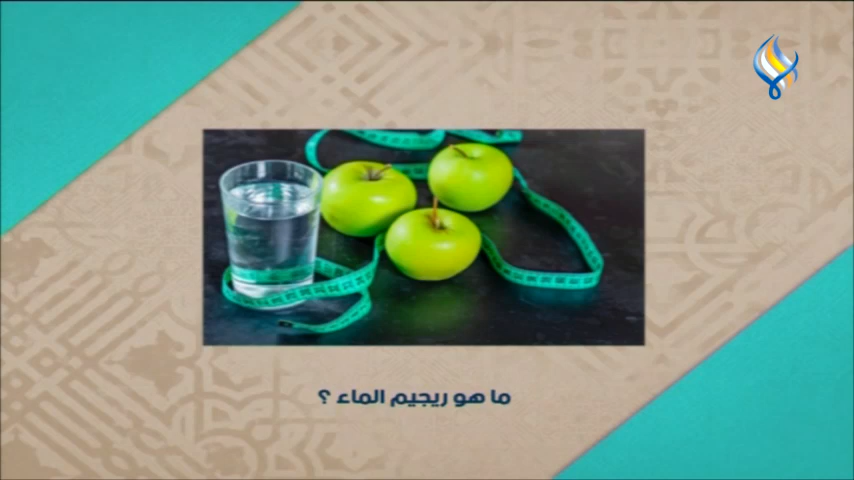 ما هو ريجيم الماء ؟